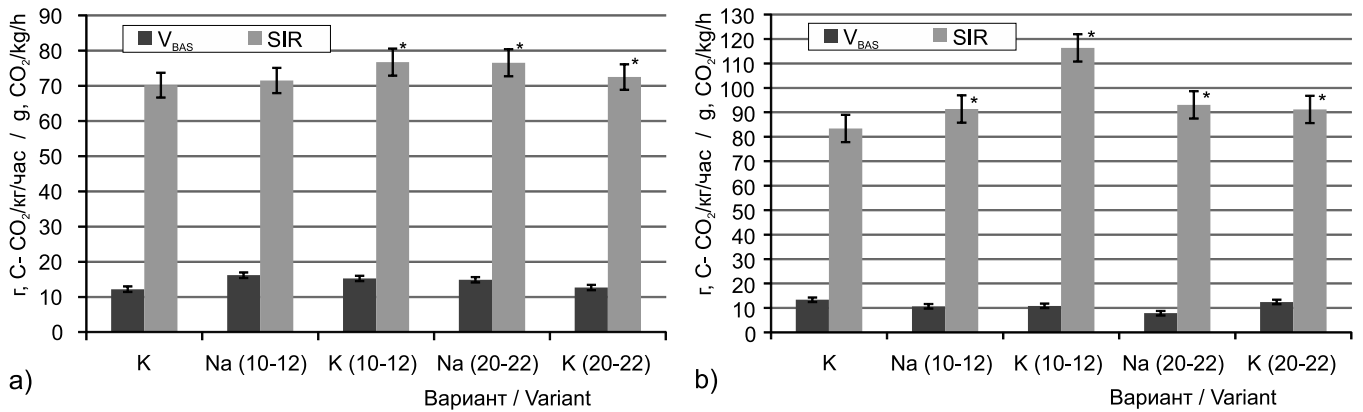 г, C- CO₂/кг/час / g, CO₂/kg/h
90
80
70
60
50
40
30
20
10
0
V_BAS SIR
* * *
K Na (10-12) K (10-12) Na (20-22) K (20-22)
Вариант / Variant
a)
г, C- CO₂/кг/час / g, CO₂/kg/h
130
120
110
100
90
80
70
60
50
40
30
20
10
0
V_BAS SIR
* * * *
K Na (10-12) K (10-12) Na (20-22) K (20-22)
Вариант / Variant
b)